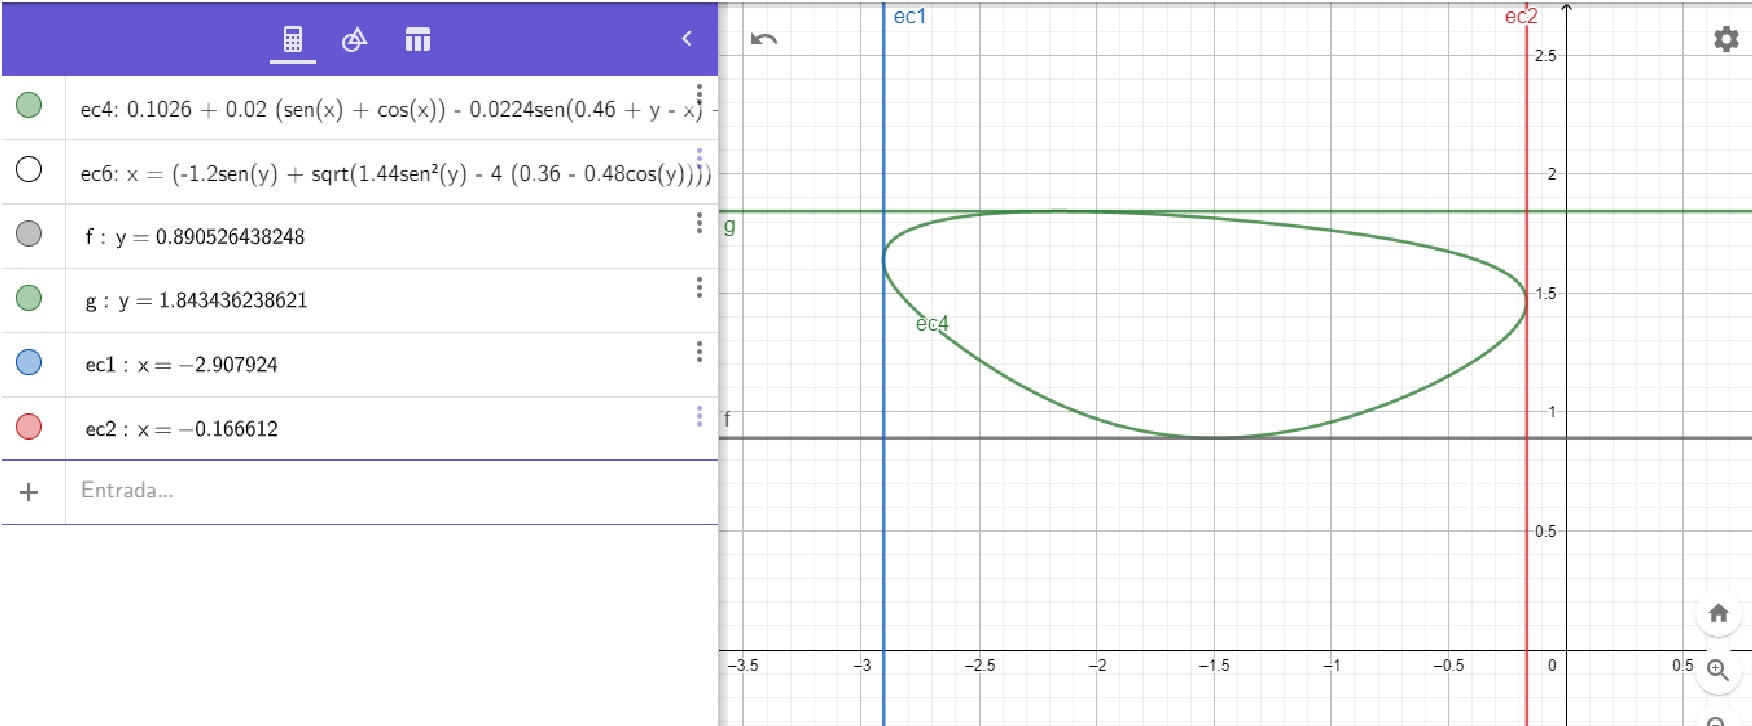 ec4: 0.1026 + 0.02 (sen(x) + cos(x)) - 0.0224sen(0.46 + y - x) -
ec6: x = (-1.2sen(y) + sqrt(1.44sen²(y) - 4 (0.36 - 0.48cos(y))))
f : y = 0.890526438248
g : y = 1.843436238621
ec1 : x = −2.907924
ec2 : x = −0.166612
+ Entrada...
ec1
ec2
2.5
2
g
1.5
ec4
1
f
0.5
−3.5
−3
−2.5
−2
−1.5
−1
−0.5
0
0.5